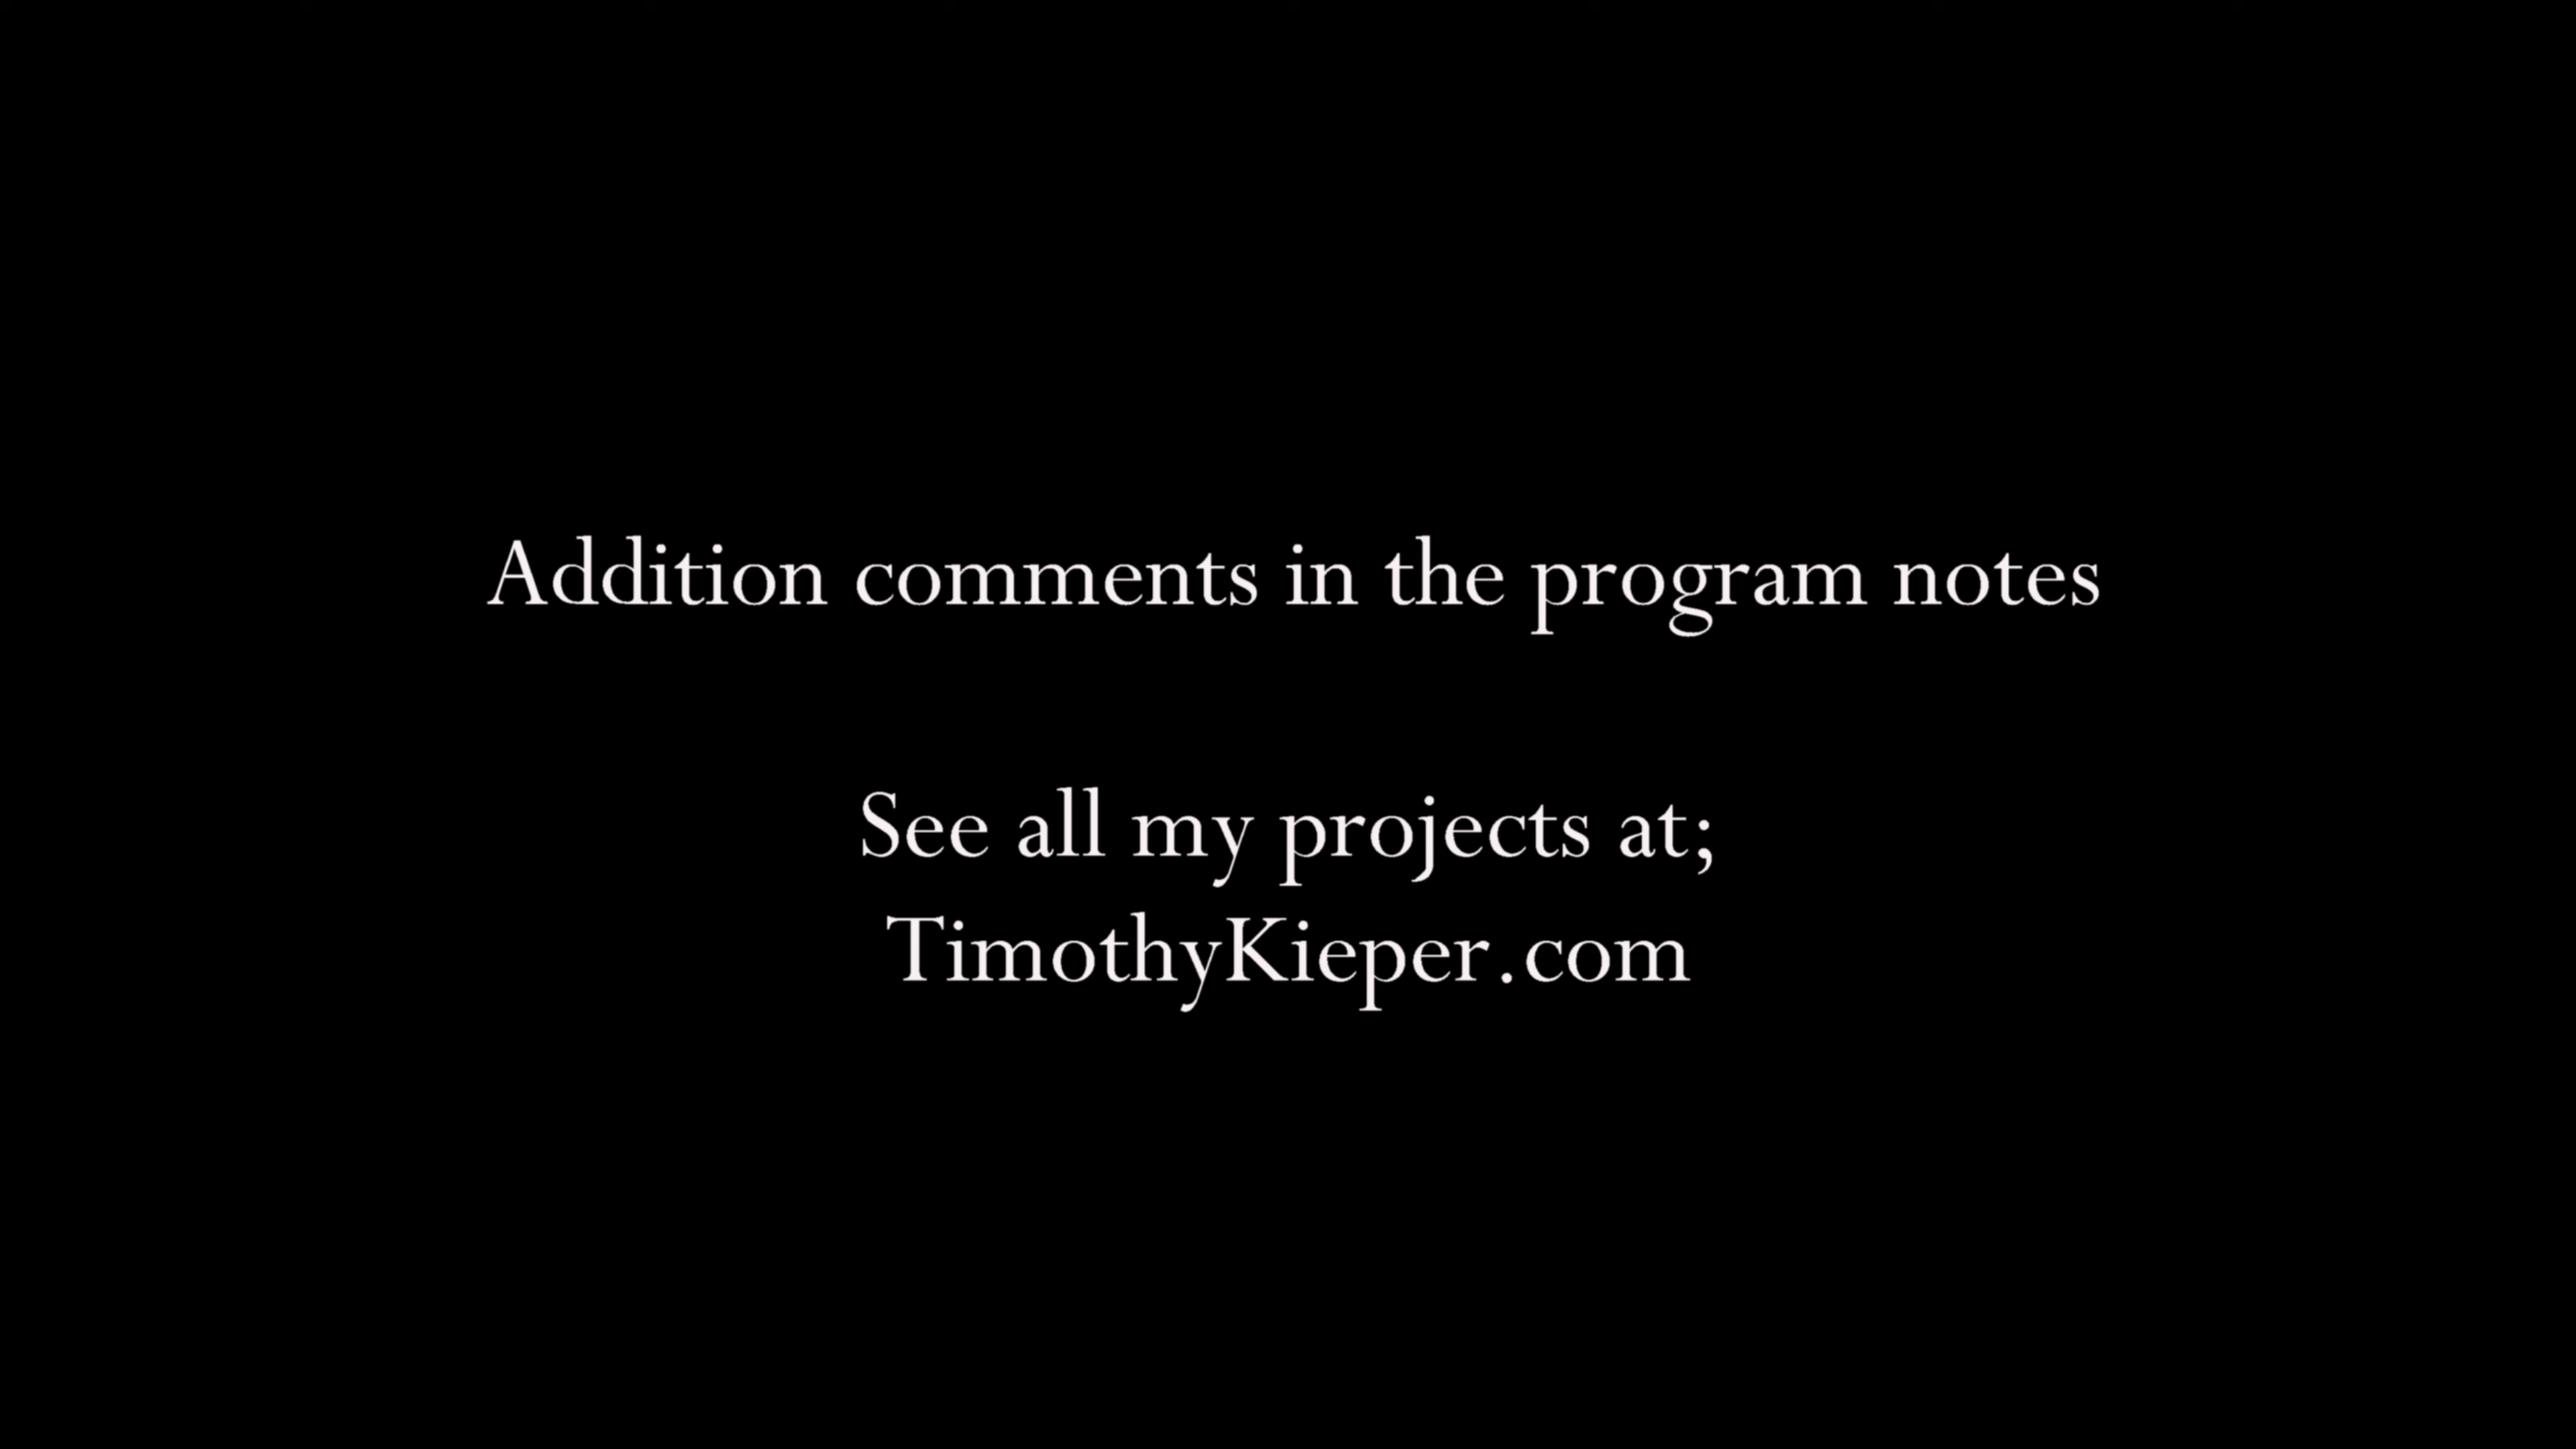 Addition comments in the program notes
See all my projects at;
TimothyKieper.com